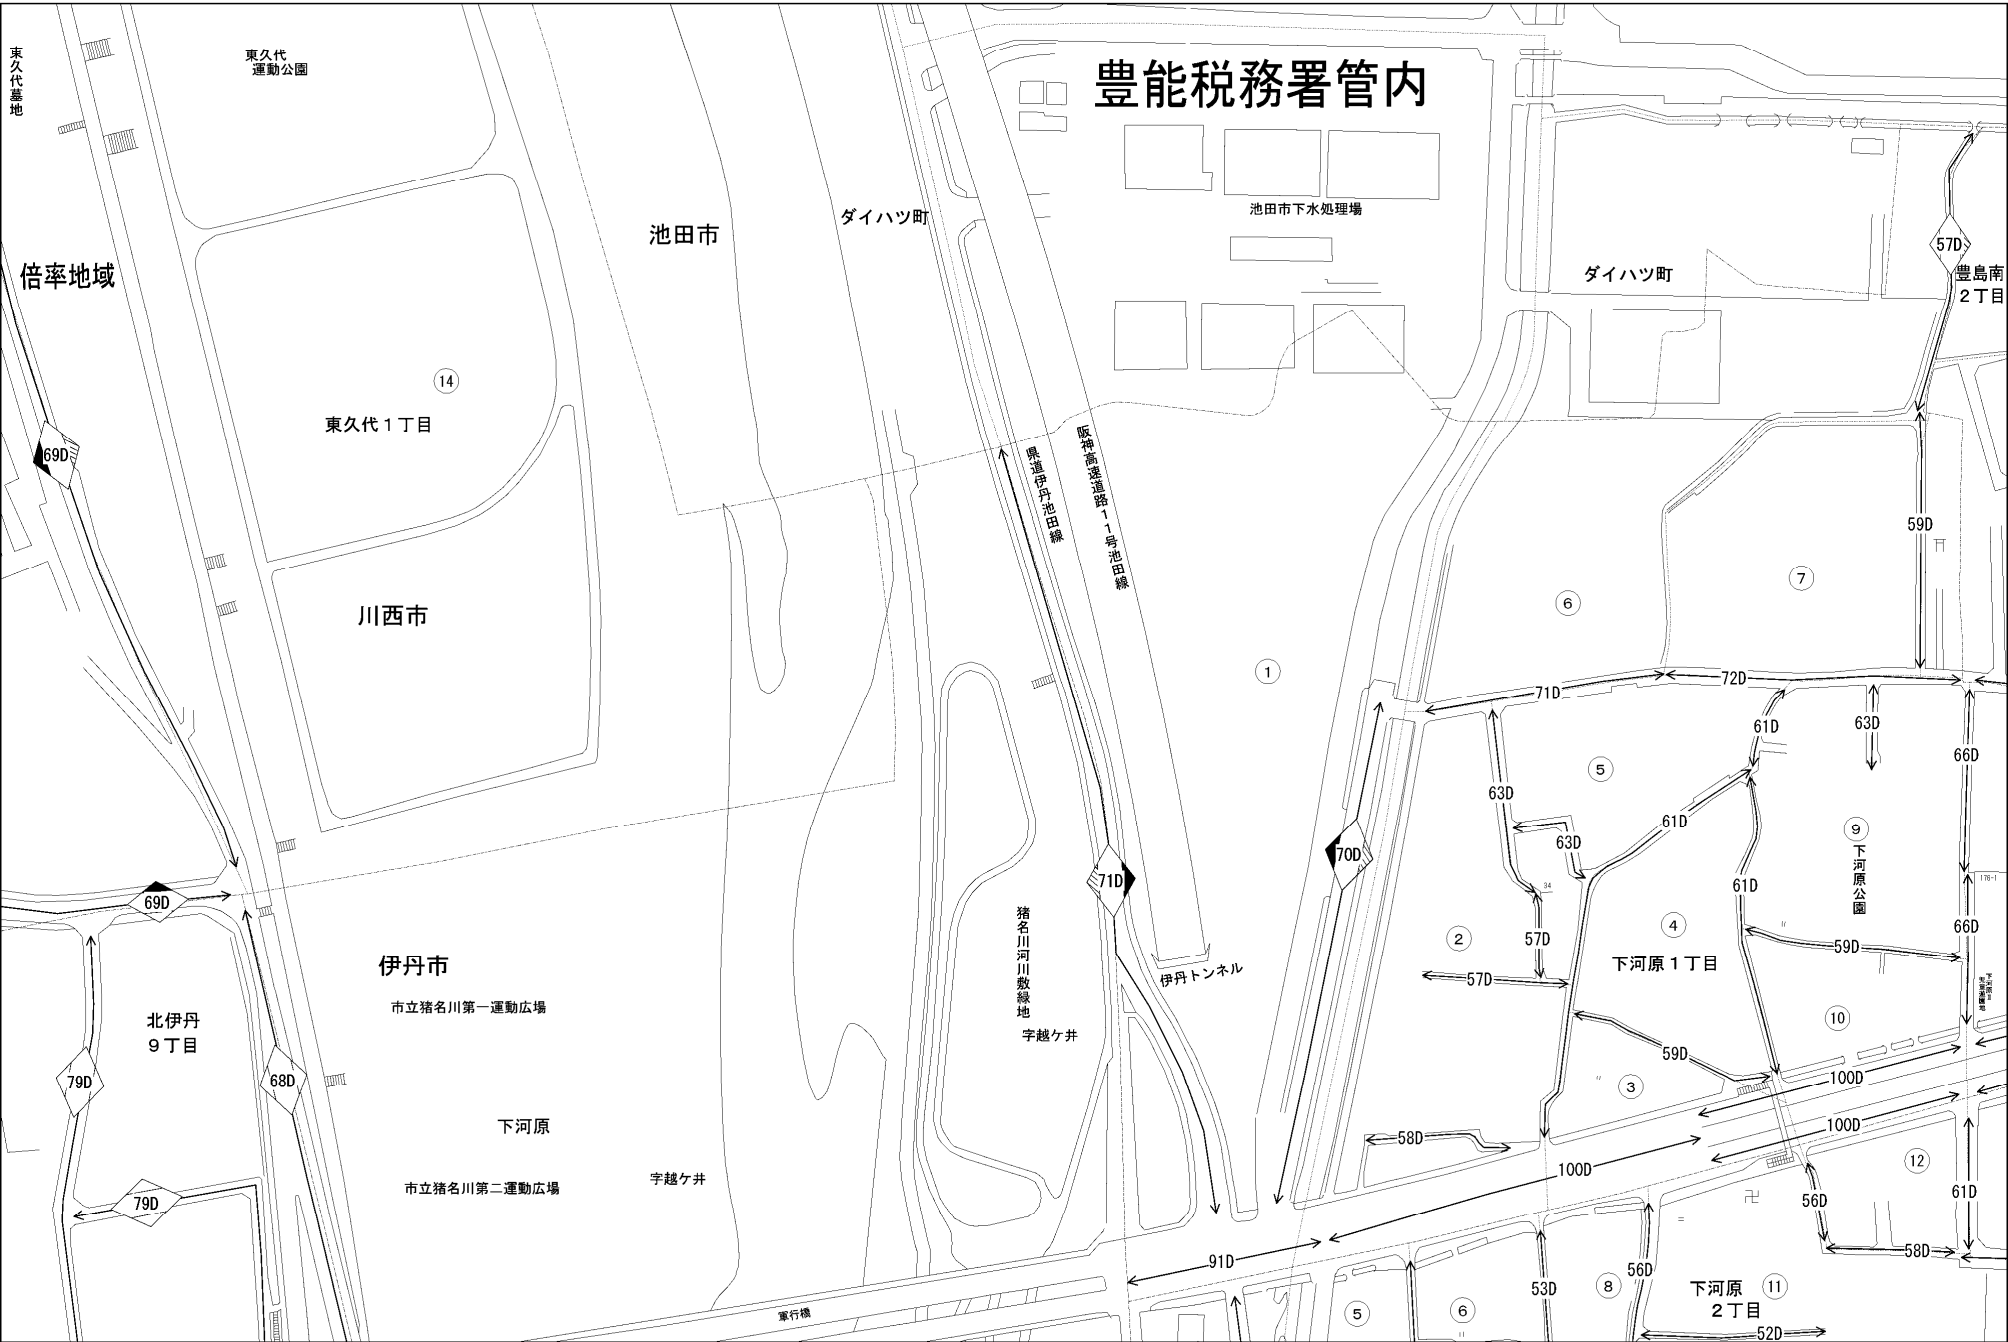 東久代墓地
東久代
運動公園
豊能税務署管内
池田市
ダイハツ町
池田市下水処理場
ダイハツ町
57D
豊島南
2丁目
倍率地域
14
東久代1丁目
69D
県道伊丹池田線
阪神高速道路11号池田線
59D
7
6
川西市
1
71D
72D
61D
63D
66D
5
63D
63D
61D
9
下河原公園
70D
71D
34
176-1
61D
69D
猪名川河川敷緑地
2
57D
4
66D
59D
下河原1丁目
伊丹市
伊丹トンネル
57D
市立猪名川第一運動広場
北伊丹
9丁目
字越ケ井
10
59D
79D
68D
3
100D
下河原
58D
100D
100D
12
市立猪名川第二運動広場
字越ケ井
79D
56D
61D
91D
58D
56D
53D
8
下河原
2丁目
11
軍行橋
5
6
52D